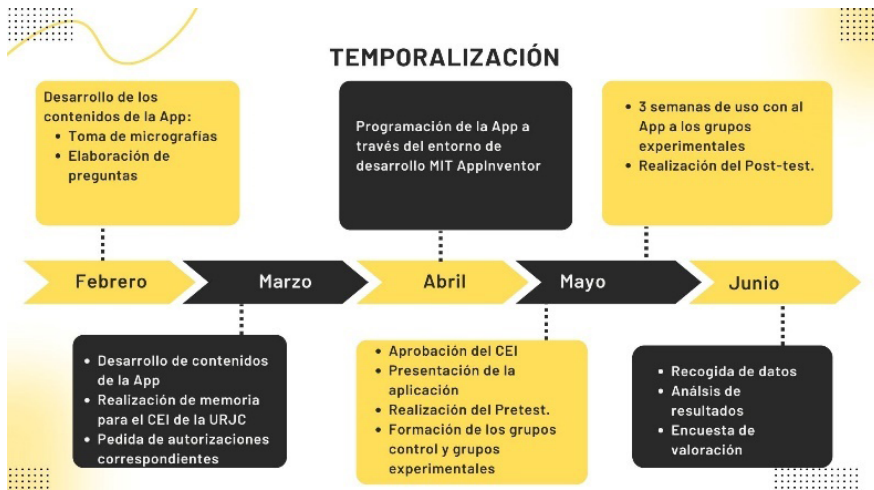 TEMPORALIZACIÓN
Desarrollo de los
contenidos de la App:
• Toma de micrografías
• Elaboración de
preguntas
Programación de la App a
través del entorno de
desarrollo MIT AppInventor
• 3 semanas de uso con al
App a los grupos
experimentales
• Realización del Post-test.
Febrero
Marzo
Abril
Mayo
Junio
• Desarrollo de contenidos
de la App
• Realización de memoria
para el CEI de la URJC
• Pedida de autorizaciones
correspondientes
• Aprobación del CEI
• Presentación de la
aplicación
• Realización del Pretest.
• Formación de los grupos
control y grupos
experimentales
• Recogida de datos
• Análsis de
resultados
• Encuesta de
valoración